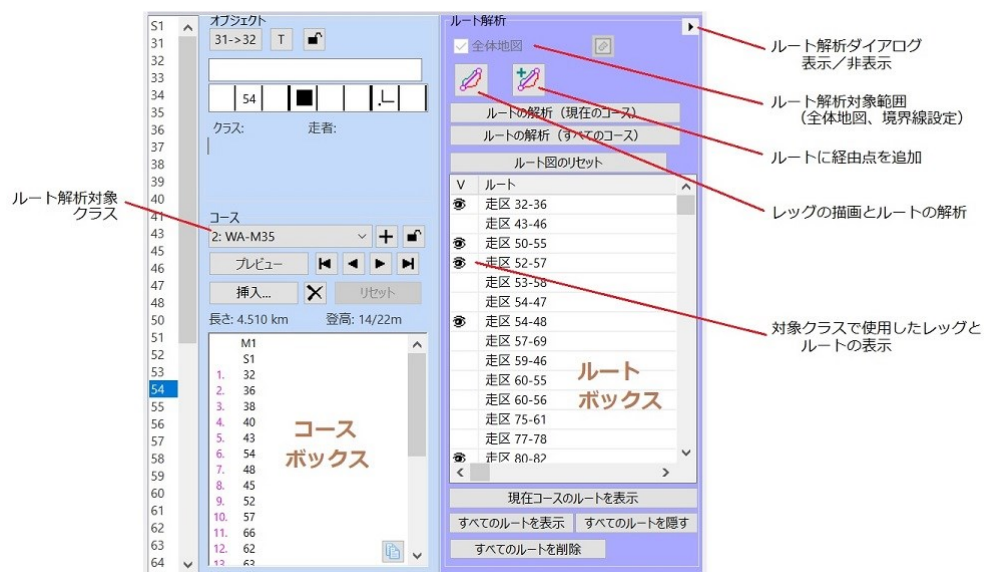 S1
31
32
33
34
35
36
37
38
39
40
41
43
45
46
47
48
50
51
52
53
54
55
56
57
58
59
60
61
62
63
64
ルート解析対象
クラス
オブジェクト
31->32 T
54
クラス: 走者:
コース
2: WA-M35
プレビュー
挿入... リセット
長さ: 4.510 km 登高: 14/22m
M1
S1
1. 32
2. 36
3. 38
4. 40
5. 43
6. 54
7. 48
8. 45
9. 52
10. 57
11. 66
12. 62
13. 63
コース
ボックス
ルート解析
全体地図
ルートの解析（現在のコース）
ルートの解析（すべてのコース）
ルート図のリセット
V ルート
走区 32-36
走区 43-46
走区 50-55
走区 52-57
走区 53-58
走区 54-47
走区 54-48
走区 57-69
走区 59-46
走区 60-55
走区 60-56
走区 75-61
走区 77-78
走区 80-82
ルート
ボックス
現在コースのルートを表示
すべてのルートを表示 すべてのルートを隠す
すべてのルートを削除
ルート解析ダイアログ
表示／非表示
ルート解析対象範囲
（全体地図、境界線設定）
ルートに経由点を追加
レッグの描画とルートの解析
対象クラスで使用したレッグと
ルートの表示